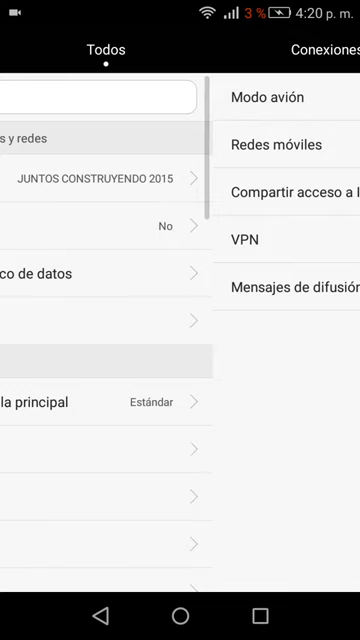 3 % 4:20 p. m.
Todos
Conexiones
s y redes
JUNTOS CONSTRUYENDO 2015
No
co de datos
la principal
Estándar
Modo avión
Redes móviles
Compartir acceso a I
VPN
Mensajes de difusión